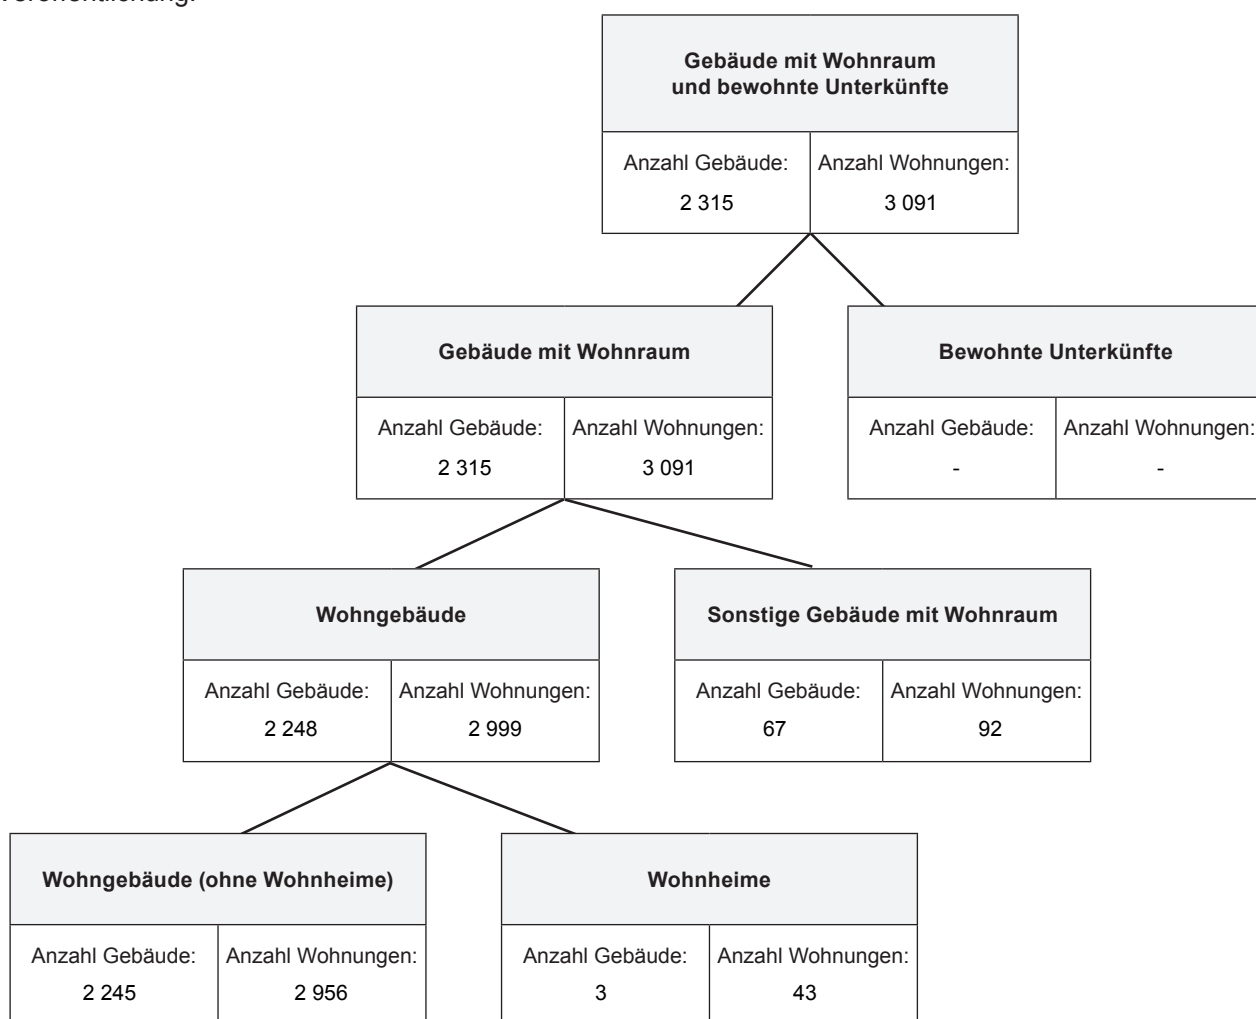 Veröffentlichung.
Gebäude mit Wohnraum
und bewohnte Unterkünfte
Anzahl Gebäude: Anzahl Wohnungen:
2 315 3 091
Gebäude mit Wohnraum Bewohnte Unterkünfte
Anzahl Gebäude: Anzahl Wohnungen: Anzahl Gebäude: Anzahl Wohnungen:
2 315 3 091 - -
Wohngebäude Sonstige Gebäude mit Wohnraum
Anzahl Gebäude: Anzahl Wohnungen: Anzahl Gebäude: Anzahl Wohnungen:
2 248 2 999 67 92
Wohngebäude (ohne Wohnheime) Wohnheime
Anzahl Gebäude: Anzahl Wohnungen: Anzahl Gebäude: Anzahl Wohnungen:
2 245 2 956 3 43